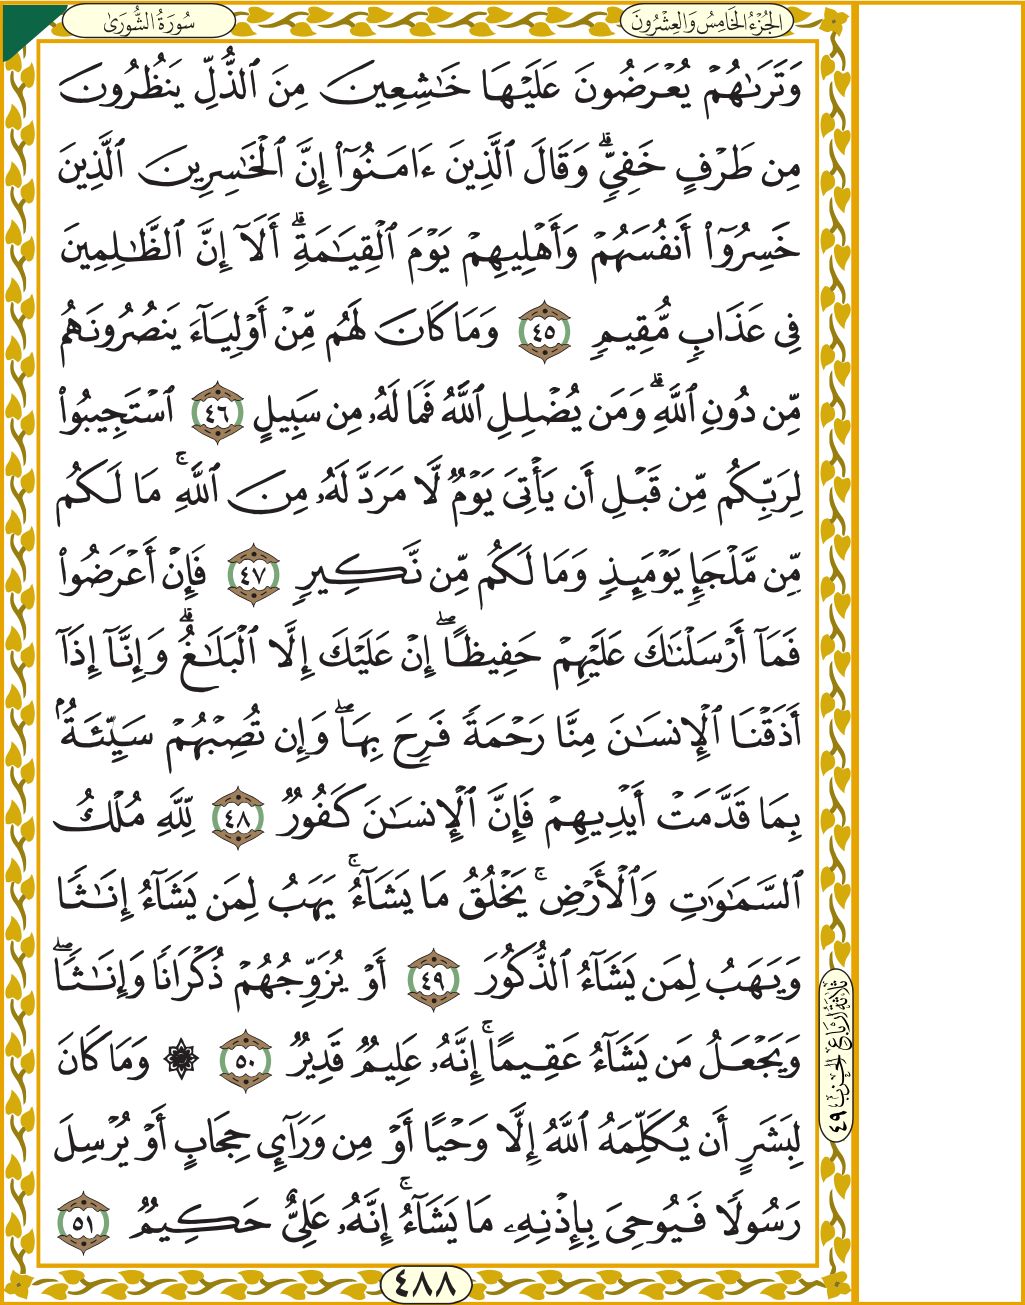 سُورَةُ الشُّورَىٰ
الجُزْءُ الخَامِسُ وَالعِشْرُونَ
وَتَرَىٰهُمۡ يُعۡرَضُونَ عَلَيۡهَا خَٰشِعِينَ مِنَ ٱلذُّلِّ يَنظُرُونَ
مِن طَرۡفٍ خَفِيّٖۗ وَقَالَ ٱلَّذِينَ ءَامَنُوٓاْ إِنَّ ٱلۡخَٰسِرِينَ ٱلَّذِينَ
خَسِرُوٓاْ أَنفُسَهُمۡ وَأَهۡلِيهِمۡ يَوۡمَ ٱلۡقِيَٰمَةِۗ أَلَآ إِنَّ ٱلظَّٰلِمِينَ
فِي عَذَابٖ مُّقِيمٖ ٤٥ وَمَا كَانَ لَهُم مِّنۡ أَوۡلِيَآءَ يَنصُرُونَهُم
مِّن دُونِ ٱللَّهِۗ وَمَن يُضۡلِلِ ٱللَّهُ فَمَا لَهُۥ مِن سَبِيلٍ ٤٦ ٱسۡتَجِيبُواْ
لِرَبِّكُم مِّن قَبۡلِ أَن يَأۡتِيَ يَوۡمٞ لَّا مَرَدَّ لَهُۥ مِنَ ٱللَّهِۚ مَا لَكُم
مِّن مَّلۡجَإٖ يَوۡمَئِذٖ وَمَا لَكُم مِّن نَّكِيرٖ ٤٧ فَإِنۡ أَعۡرَضُواْ
فَمَآ أَرۡسَلۡنَٰكَ عَلَيۡهِمۡ حَفِيظًاۖ إِنۡ عَلَيۡكَ إِلَّا ٱلۡبَلَٰغُۗ وَإِنَّآ إِذَآ
أَذَقۡنَا ٱلۡإِنسَٰنَ مِنَّا رَحۡمَةٗ فَرِحَ بِهَاۖ وَإِن تُصِبۡهُمۡ سَيِّئَةُۢ
بِمَا قَدَّمَتۡ أَيۡدِيهِمۡ فَإِنَّ ٱلۡإِنسَٰنَ كَفُورٞ ٤٨ لِّلَّهِ مُلۡكُ
ٱلسَّمَٰوَٰتِ وَٱلۡأَرۡضِۚ يَخۡلُقُ مَا يَشَآءُۚ يَهَبُ لِمَن يَشَآءُ إِنَٰثٗا
وَيَهَبُ لِمَن يَشَآءُ ٱلذُّكُورَ ٤٩ أَوۡ يُزَوِّجُهُمۡ ذُكۡرَانٗا وَإِنَٰثٗاۖ
وَيَجۡعَلُ مَن يَشَآءُ عَقِيمًاۚ إِنَّهُۥ عَلِيمٞ قَدِيرٞ ٥٠ ۞ وَمَا كَانَ
لِبَشَرٍ أَن يُكَلِّمَهُ ٱللَّهُ إِلَّا وَحۡيًا أَوۡ مِن وَرَآيِٕ حِجَابٍ أَوۡ يُرۡسِلَ
رَسُولٗا فَيُوحِيَ بِإِذۡنِهِۦ مَا يَشَآءُۚ إِنَّهُۥ عَلِيٌّ حَكِيمٞ ٥١
ثَلَاثَةُ أَرْبَاعِ الْحِزْبِ ٤٩
٤٨٨